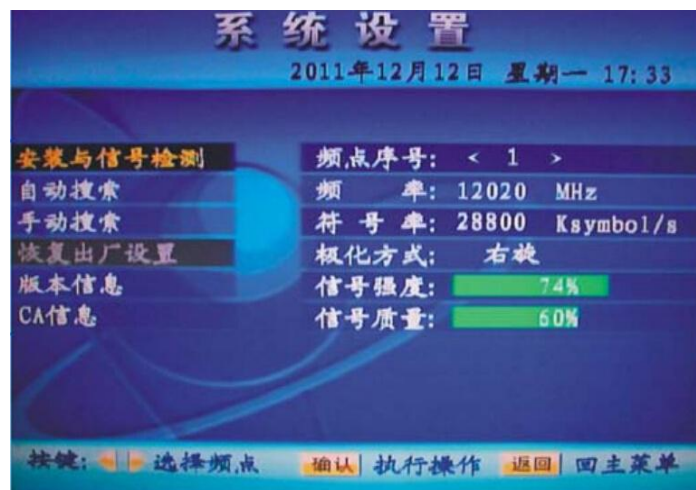 系统设置
2011年12月12日 星期一 17:33
安装与信号检测
自动搜索
手动搜索
恢复出厂设置
版本信息
CA信息
频点序号: < 1 >
频 率: 12020 MHz
符 号 率: 28800 Ksymbol/s
极化方式: 右旋
信号强度: 74%
信号质量: 60%
按键: 选择频点 确认 执行操作 返回 回主菜单